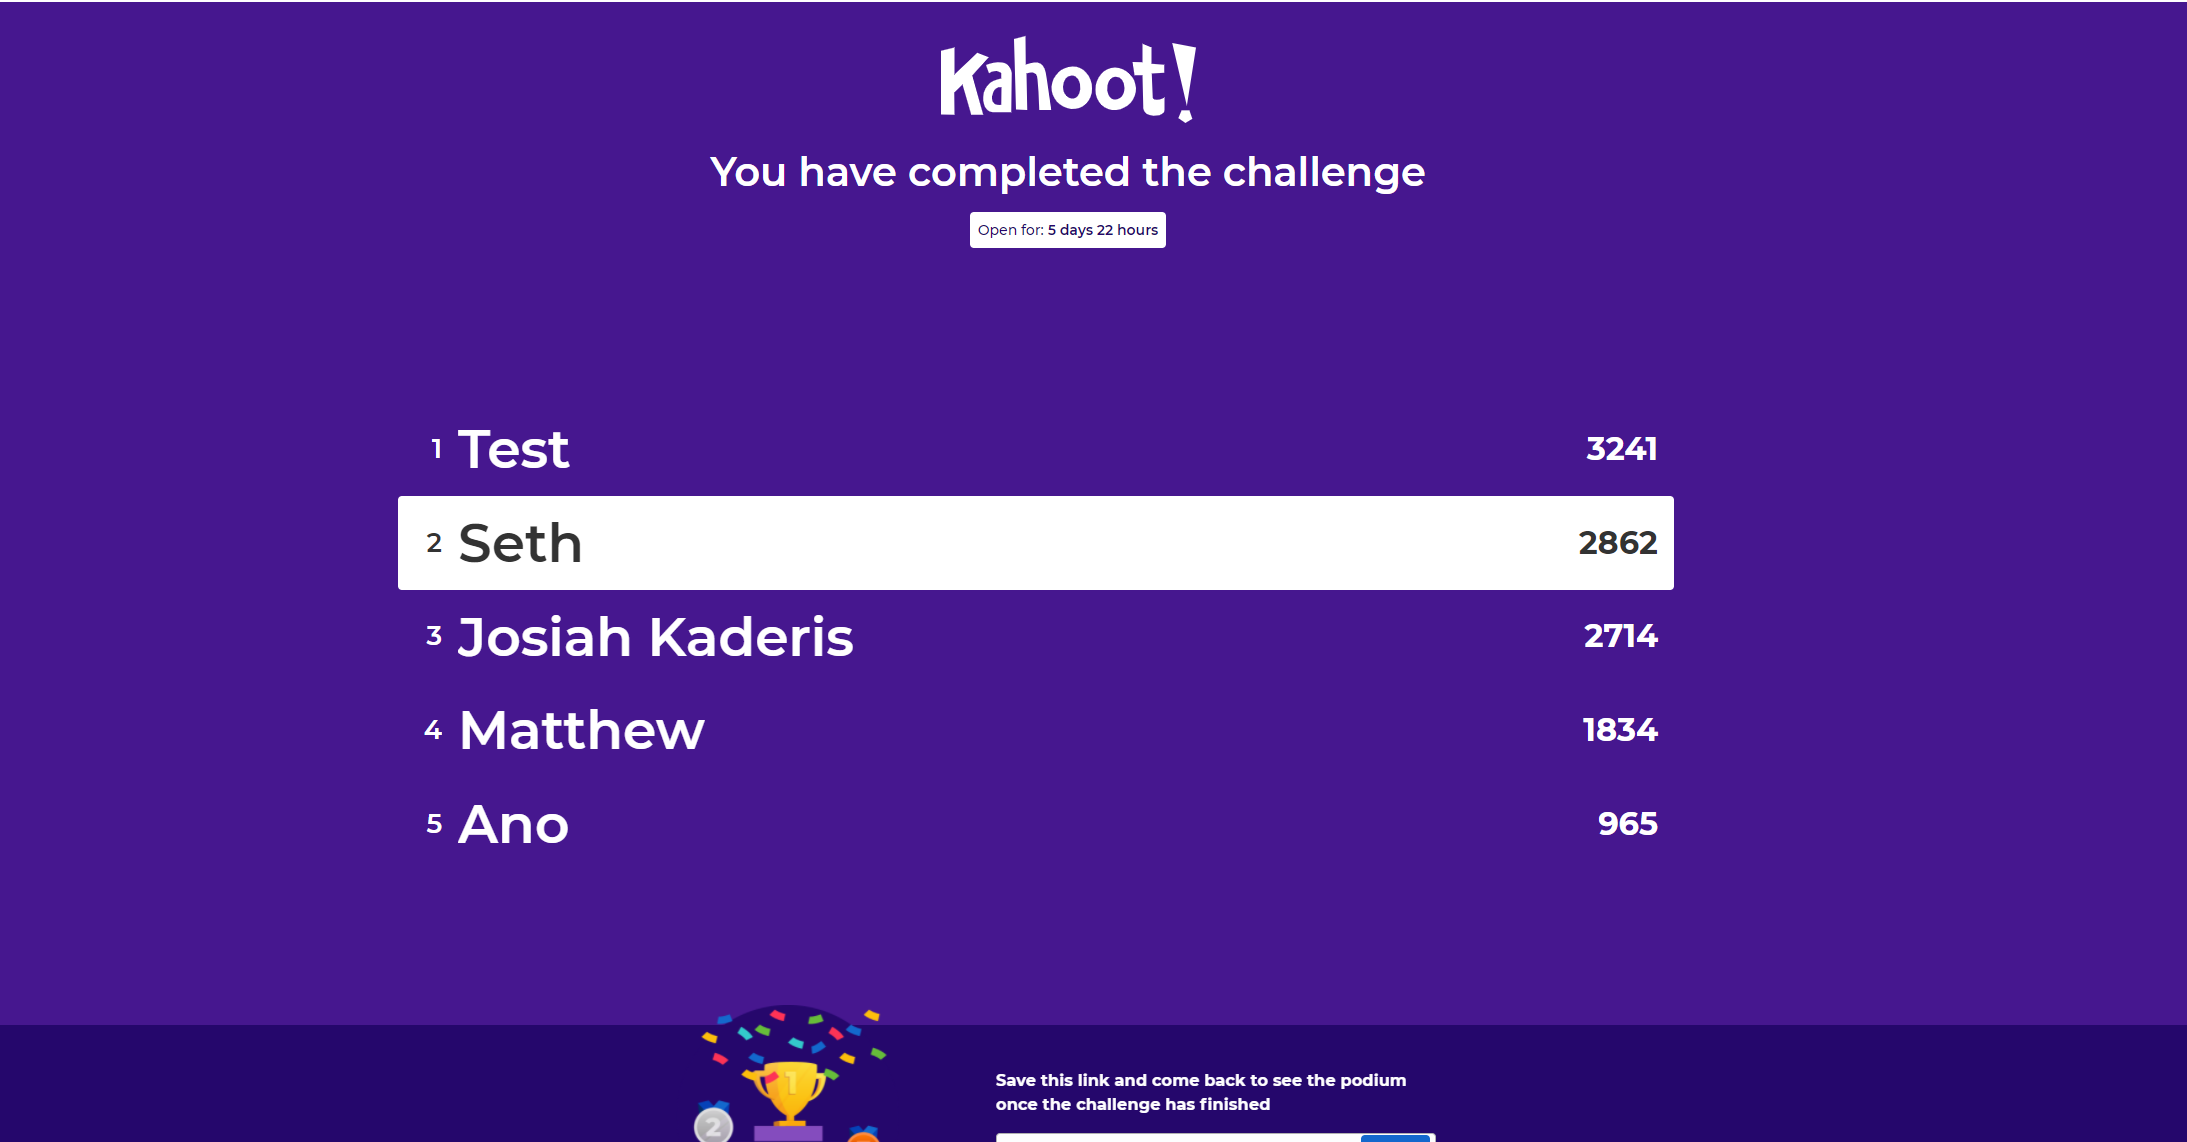 Kahoot!
You have completed the challenge
Open for: 5 days 22 hours
1 Test 3241
2 Seth 2862
3 Josiah Kaderis 2714
4 Matthew 1834
5 Ano 965
1
2
Save this link and come back to see the podium
once the challenge has finished